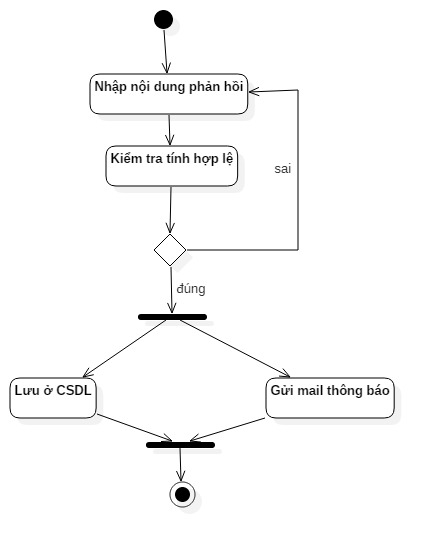 Nhập nội dung phản hồi
Kiểm tra tính hợp lệ
sai
đúng
Lưu ở CSDL
Gửi mail thông báo